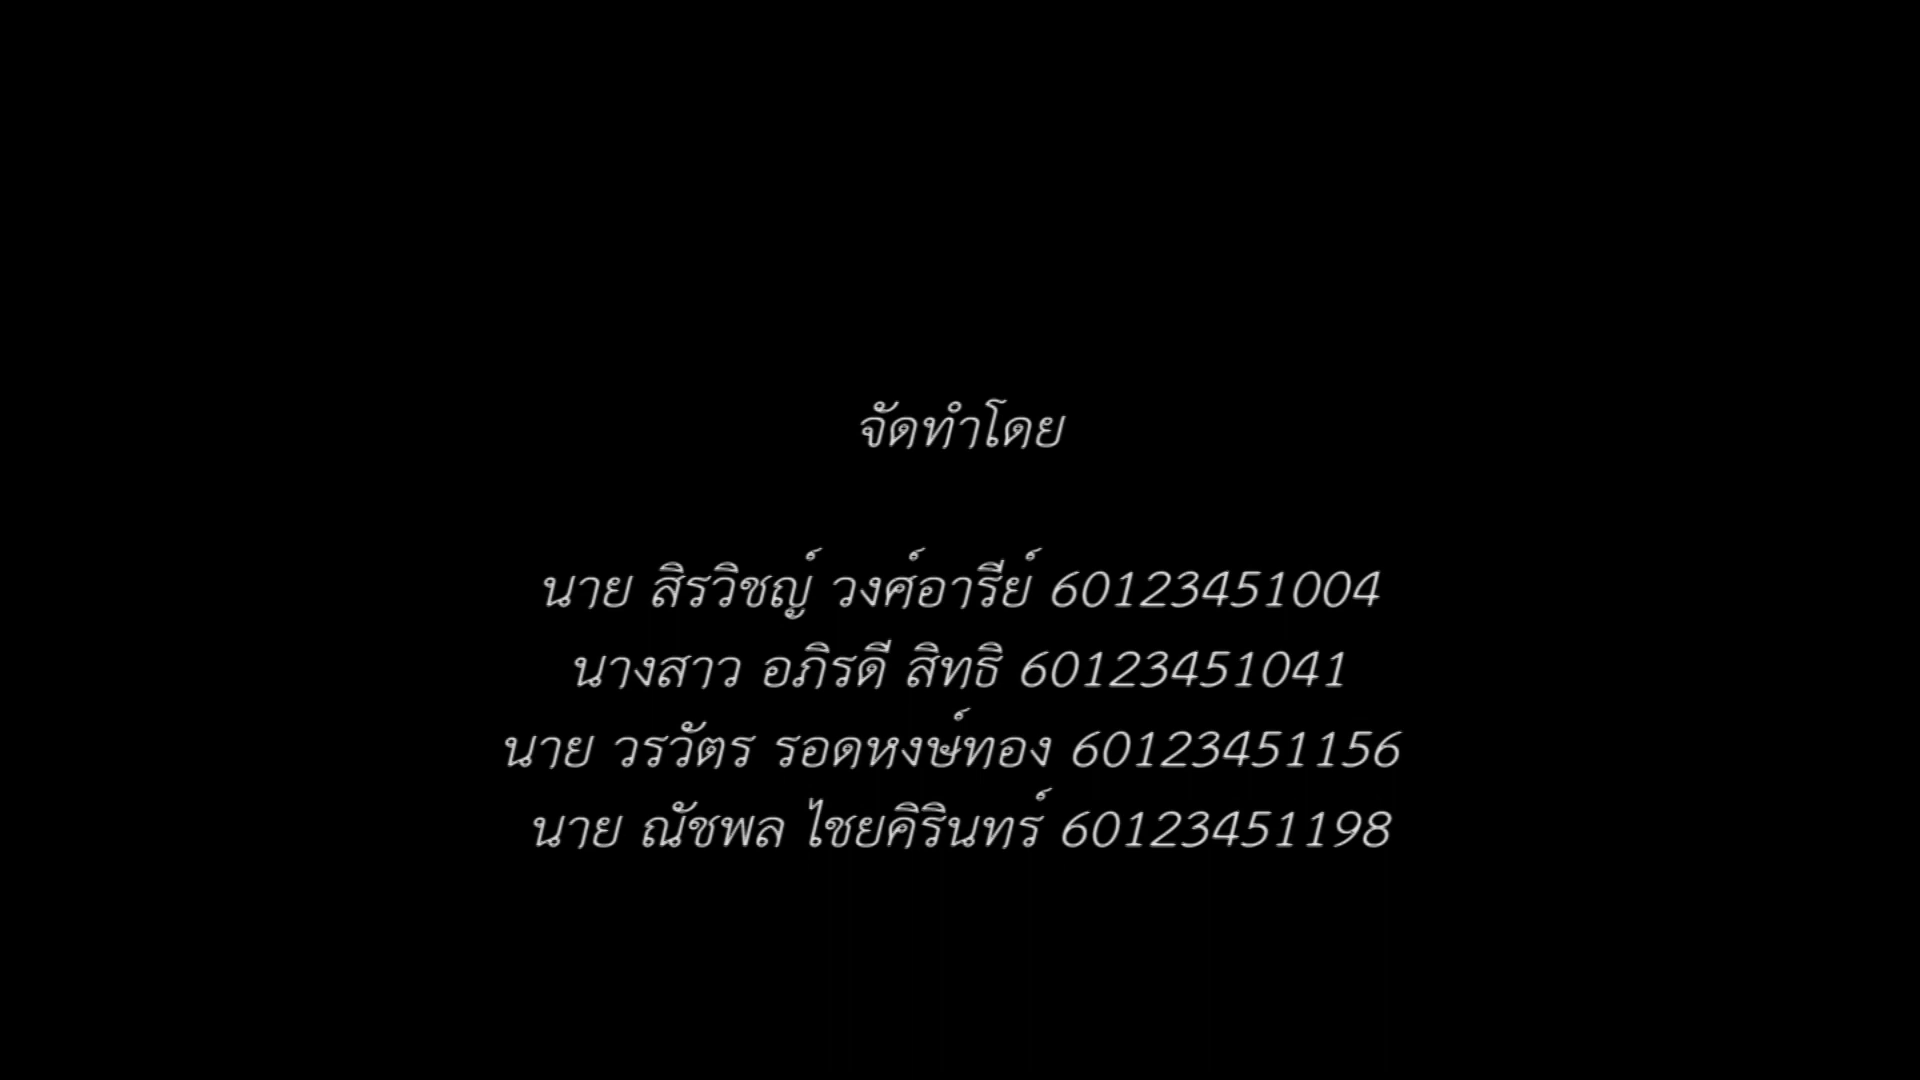 จัดทำโดย
นาย สิรวิชญ์ วงศ์อารีย์ 60123451004
นางสาว อภิรดี สิทธิ 60123451041
นาย วรวัตร รอดหงษ์ทอง 60123451156
นาย ณัชพล ไชยคิรินทร์ 60123451198